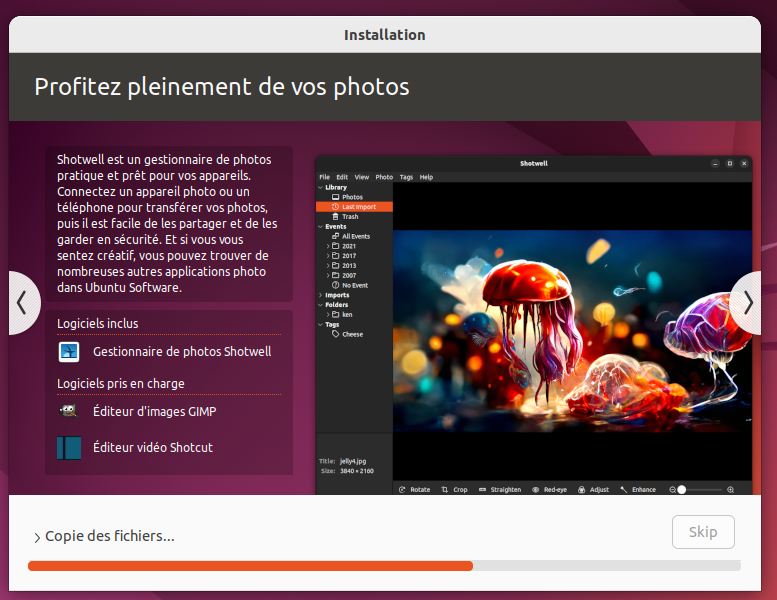 Installation
Profitez pleinement de vos photos
Shotwell est un gestionnaire de photos
pratique et prêt pour vos appareils.
Connectez un appareil photo ou un
téléphone pour transférer vos photos,
puis il est facile de les partager et de les
garder en sécurité. Et si vous vous
sentez créatif, vous pouvez trouver de
nombreuses autres applications photo
dans Ubuntu Software.
Logiciels inclus
Gestionnaire de photos Shotwell
Logiciels pris en charge
Éditeur d'images GIMP
Éditeur vidéo Shotcut
Shotwell
File Edit View Photo Tags Help
Library
Photos
Last Import
Trash
Events
All Events
2021
2017
2013
2007
No Event
Imports
Folders
ken
Tags
Cheese
Title: jelly4.jpg
Size: 3840 × 2160
Rotate Crop Straighten Red-eye Adjust Enhance
Copie des fichiers...
Skip